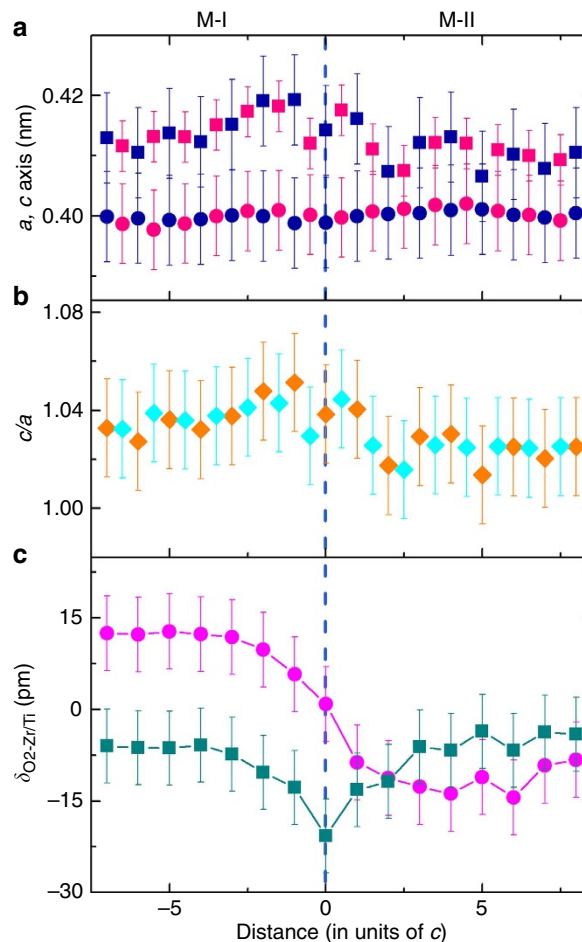 M-I M-II
a
0.42
0.40
a, c axis (nm)
b
1.08
1.04
1.00
c/a
c
15
0
−15
−30
δO2-Zr/Ti (pm)
−5 0 5
Distance (in units of c)